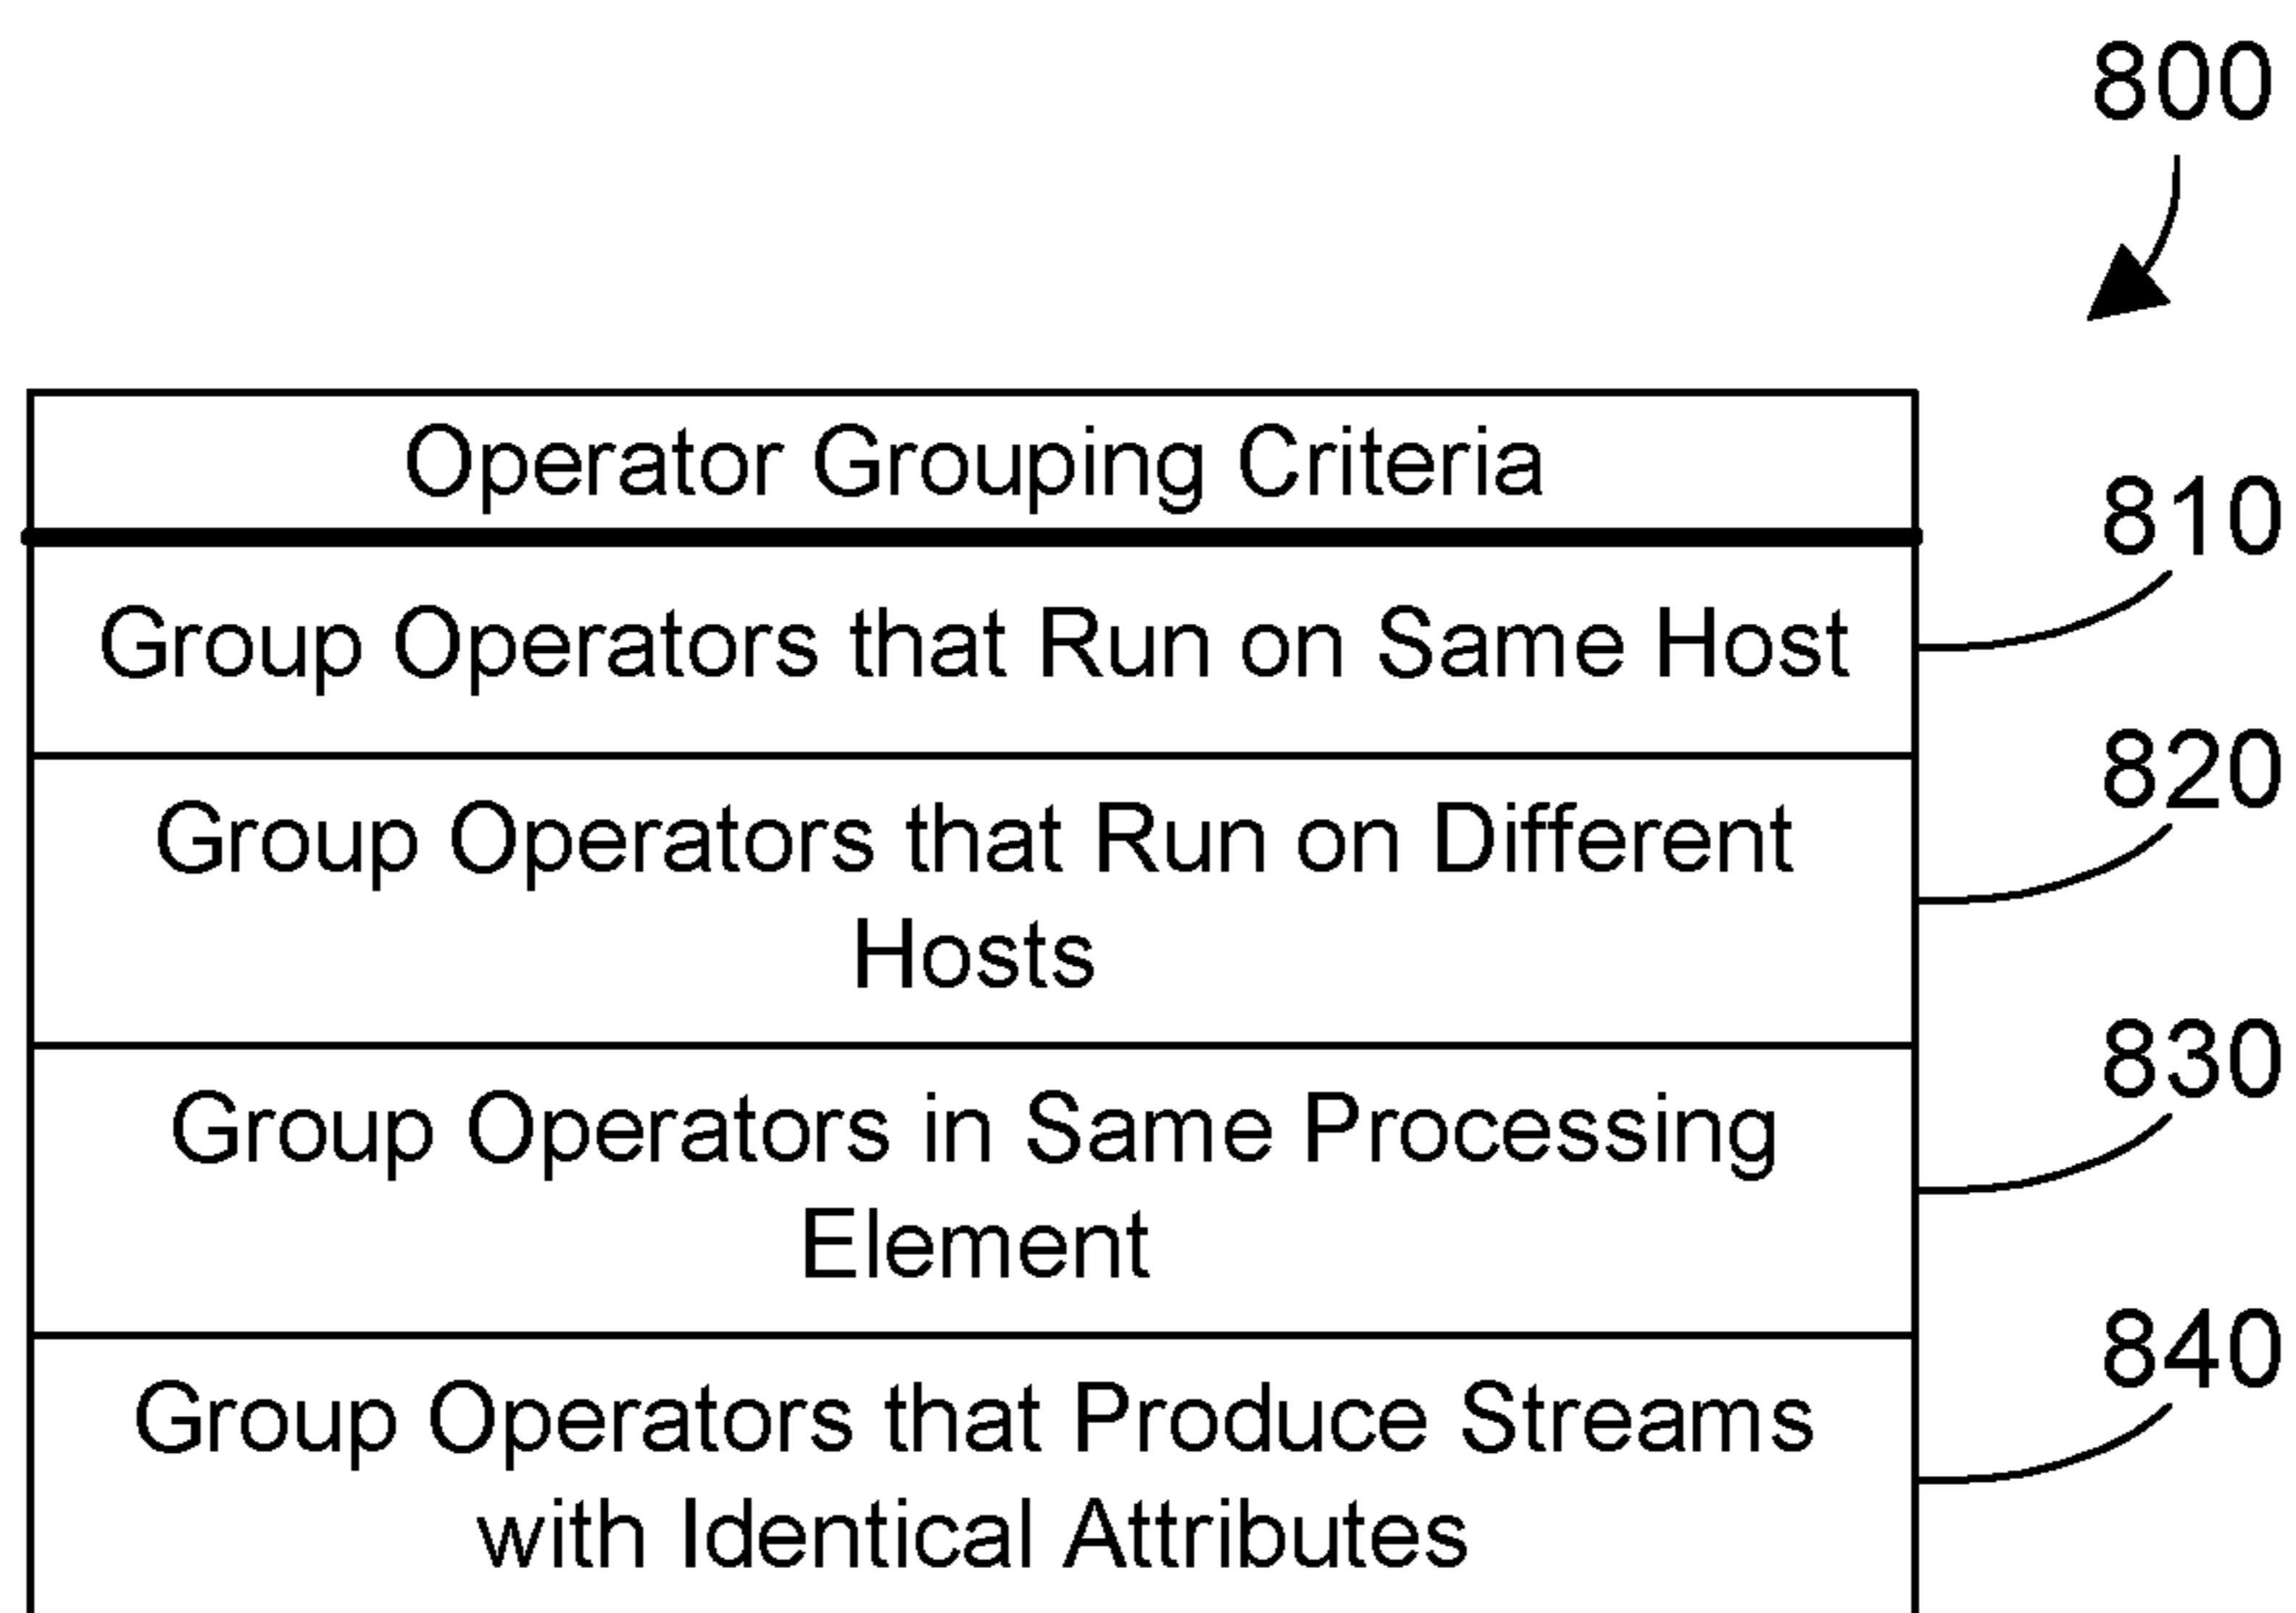 800
Operator Grouping Criteria
810
Group Operators that Run on Same Host
820
Group Operators that Run on Different
Hosts
830
Group Operators in Same Processing
Element
840
Group Operators that Produce Streams
with Identical Attributes